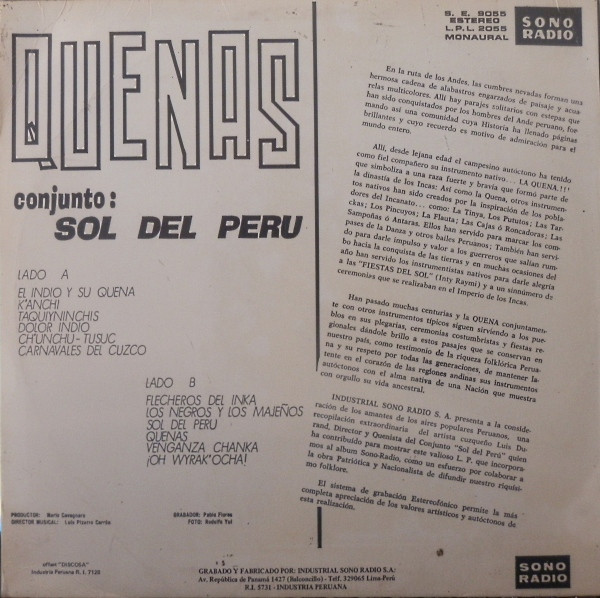 S. E. 9055
ESTEREO
L. P. L. 2055
MONAURAL
SONO
RADIO
QUENAS
conjunto:
SOL DEL PERU
LADO A
EL INDIO Y SU QUENA
K'ANCHI
TAQUIYNINCHIS
DOLOR INDIO
CH'UNCHU - TUSUC
CARNAVALES DEL CUZCO
LADO B
FLECHEROS DEL INKA
LOS NEGROS Y LOS MAJEÑOS
SOL DEL PERU
QUENAS
VENGANZA CHANKA
¡OH WYRAK'OCHA!
En la ruta de los Andes, las cumbres nevadas forman una
hermosa cadena de alabastros engarzados de paisaje y acua-
relas multicolores. Allí hay parajes solitarios con estepas que
han sido conquistados por los hombres del Ande peruano, for-
mando así una comunidad cuya Historia ha llenado páginas
brillantes y cuyo recuerdo es motivo de admiración para el
mundo entero.
Allí, desde lejana edad el campesino autóctono ha tenido
como fiel compañero su instrumento nativo... LA QUENA.!!'
que simboliza a una raza fuerte y bravía que formó parte de
la dinastía de los Incas: Así como la Quena, otros instrumen-
tos nativos han sido creados por la inspiración de los pobla-
dores del Incanato... como: La Tinya, Los Pututos; Las Tar-
ckas; Los Pincuyos; La Flauta; Las Cajas ó Roncadoras; Las
Sampoñas ó Antaras. Ellos han servido para marcar los com-
pases de la Danza y otros bailes Peruanos; También han servi-
do para darle impulso y valor a los guerreros que salían rum-
bo hacia la conquista de las tierras y en muchas ocasiones del
año han servido los instrumentistas nativos para darle alegría
a las "FIESTAS DEL SOL" (Inty Raymi) y a un sinnúmero de
ceremonias que se realizaban en el Imperio de los Incas.
Han pasado muchas centurias y la QUENA conjuntamen-
te con otros instrumentos típicos siguen sirviendo a los pue-
blos en sus plegarias, ceremonias costumbristas y fiestas re-
gionales dándole brillo a estos pasajes que se conservan en
nuestro país, como testimonio de la riqueza folklórica Perua-
na y su respeto por todas las generaciones, de mantener la-
tente en el corazón de las regiones andinas sus instrumentos
autóctonos con el alma nativa de una Nación que muestra
con orgullo su vida ancestral.
INDUSTRIAL SONO RADIO S. A. presenta a la conside-
ración de los amantes de los aires populares Peruanos, una
recopilación extraordinaria del artista cuzqueño Luis, Du-
rand, Director y Quenista del Conjunto "Sol del Perú" quien
ha contribuido para mostrar este valioso L. P. que incorpora-
mos al álbum Sono-Radio, como un esfuerzo por colaborar a
la obra Patriótica y Nacionalista de difundir nuestro riquísi-
mo folklore.
El sistema de grabación Estereofónico permite la más
completa apreciación de los valores artísticos y autóctonos de
esta realización.
PRODUCTOR: Mario Cavagnaro
DIRECTOR MUSICAL: Luis Pizarro Cerrón
GRABADOR: Pablo Flores
FOTO: Rodolfo Yat
offset "DISCOSA"
Industria Peruana R. I. 7125
GRABADO Y FABRICADO POR: INDUSTRIAL SONO RADIO S.A:
Av. República de Panamá 1427 (Balconcillo) - Telf. 329065 Lima-Perú
R.I. 5731 - INDUSTRIA PERUANA
SONO
RADIO